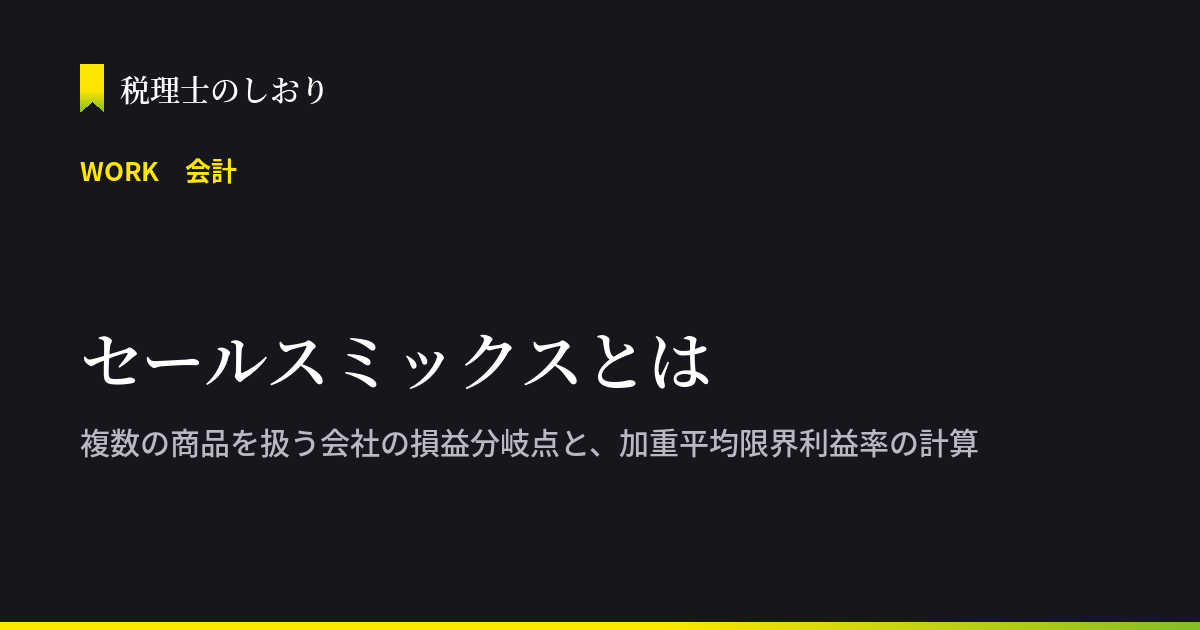 税理士のしおり
WORK　会計
セールスミックスとは
複数の商品を扱う会社の損益分岐点と、加重平均限界利益率の計算